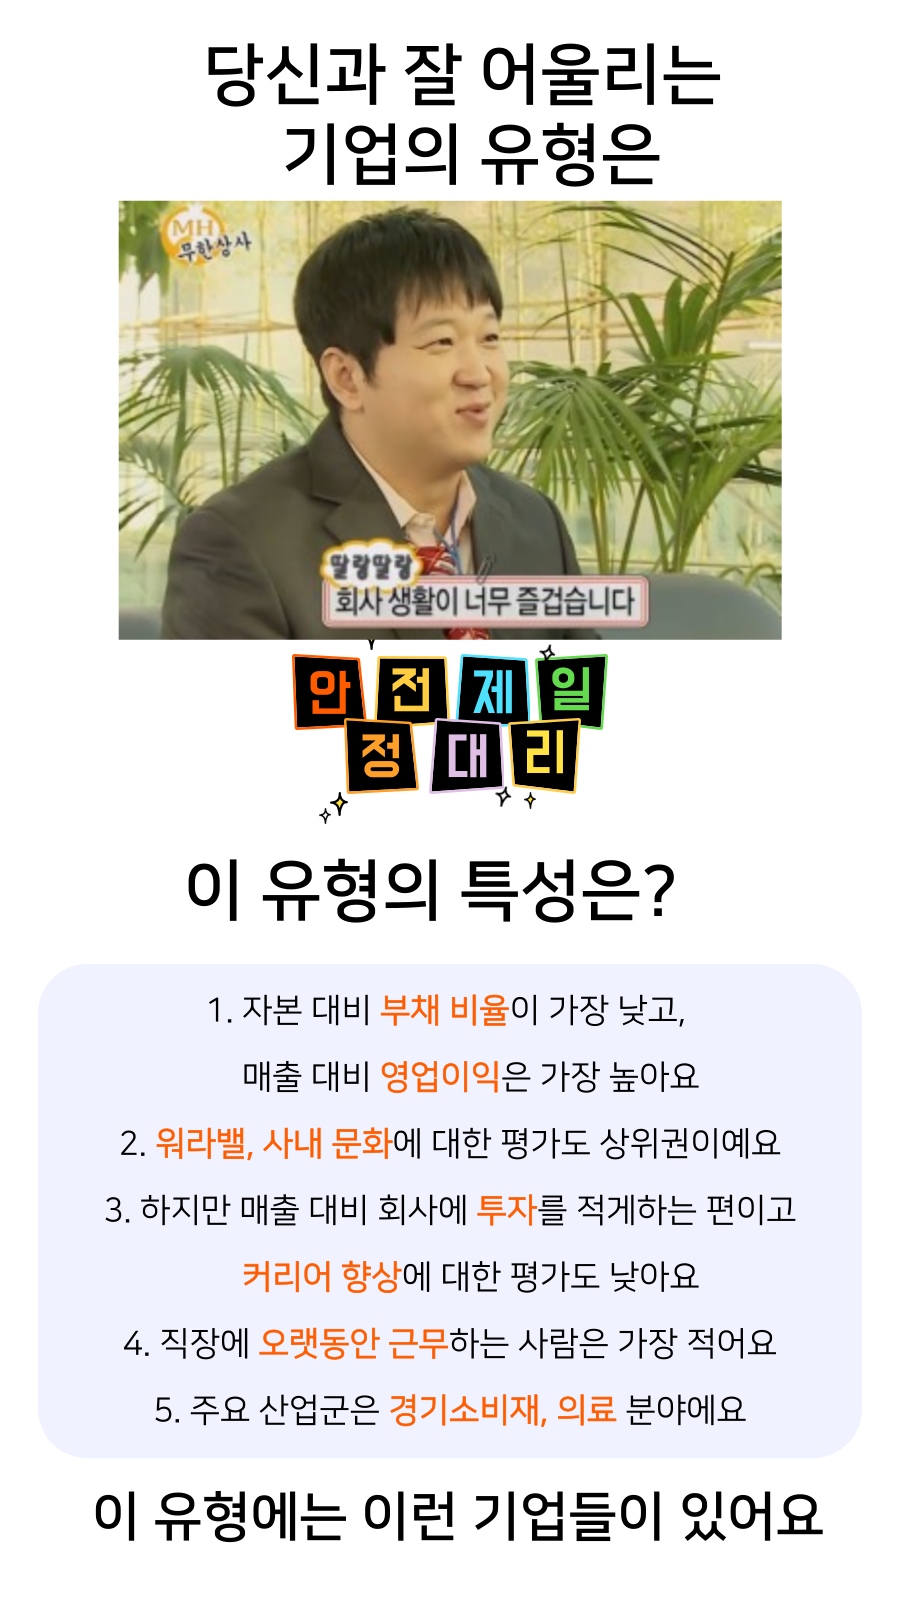 당신과 잘 어울리는
기업의 유형은
MH
무한상사
딸랑딸랑
회사 생활이 너무 즐겁습니다
안전제일
정대리
이 유형의 특성은?
1. 자본 대비 부채 비율이 가장 낮고,
매출 대비 영업이익은 가장 높아요
2. 워라밸, 사내 문화에 대한 평가도 상위권이예요
3. 하지만 매출 대비 회사에 투자를 적게하는 편이고
커리어 향상에 대한 평가도 낮아요
4. 직장에 오랫동안 근무하는 사람은 가장 적어요
5. 주요 산업군은 경기소비재, 의료 분야에요
이 유형에는 이런 기업들이 있어요